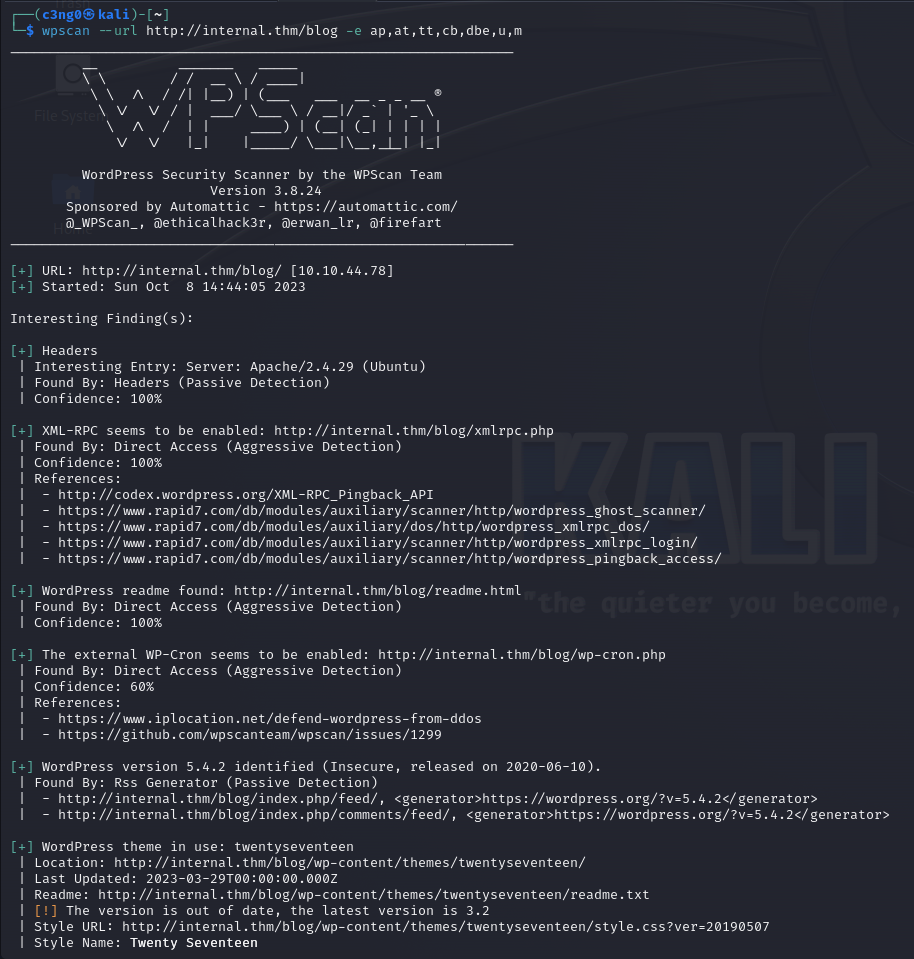 ┌──(c3ng0㉿kali)-[~]
└─$ wpscan --url http://internal.thm/blog -e ap,at,tt,cb,dbe,u,m
WPScan ®
WordPress Security Scanner by the WPScan Team
Version 3.8.24
Sponsored by Automattic - https://automattic.com/
@_WPScan_, @ethicalhack3r, @erwan_lr, @firefart
[+] URL: http://internal.thm/blog/ [10.10.44.78]
[+] Started: Sun Oct  8 14:44:05 2023
Interesting Finding(s):
[+] Headers
| Interesting Entry: Server: Apache/2.4.29 (Ubuntu)
| Found By: Headers (Passive Detection)
| Confidence: 100%
[+] XML-RPC seems to be enabled: http://internal.thm/blog/xmlrpc.php
| Found By: Direct Access (Aggressive Detection)
| Confidence: 100%
| References:
|  - http://codex.wordpress.org/XML-RPC_Pingback_API
|  - https://www.rapid7.com/db/modules/auxiliary/scanner/http/wordpress_ghost_scanner/
|  - https://www.rapid7.com/db/modules/auxiliary/dos/http/wordpress_xmlrpc_dos/
|  - https://www.rapid7.com/db/modules/auxiliary/scanner/http/wordpress_xmlrpc_login/
|  - https://www.rapid7.com/db/modules/auxiliary/scanner/http/wordpress_pingback_access/
[+] WordPress readme found: http://internal.thm/blog/readme.html
| Found By: Direct Access (Aggressive Detection)
| Confidence: 100%
[+] The external WP-Cron seems to be enabled: http://internal.thm/blog/wp-cron.php
| Found By: Direct Access (Aggressive Detection)
| Confidence: 60%
| References:
|  - https://www.iplocation.net/defend-wordpress-from-ddos
|  - https://github.com/wpscanteam/wpscan/issues/1299
[+] WordPress version 5.4.2 identified (Insecure, released on 2020-06-10).
| Found By: Rss Generator (Passive Detection)
|  - http://internal.thm/blog/index.php/feed/, <generator>https://wordpress.org/?v=5.4.2</generator>
|  - http://internal.thm/blog/index.php/comments/feed/, <generator>https://wordpress.org/?v=5.4.2</generator>
[+] WordPress theme in use: twentyseventeen
| Location: http://internal.thm/blog/wp-content/themes/twentyseventeen/
| Last Updated: 2023-03-29T00:00:00.000Z
| Readme: http://internal.thm/blog/wp-content/themes/twentyseventeen/readme.txt
| [!] The version is out of date, the latest version is 3.2
| Style URL: http://internal.thm/blog/wp-content/themes/twentyseventeen/style.css?ver=20190507
| Style Name: Twenty Seventeen
File System
Home
KALI
"the quieter you become,